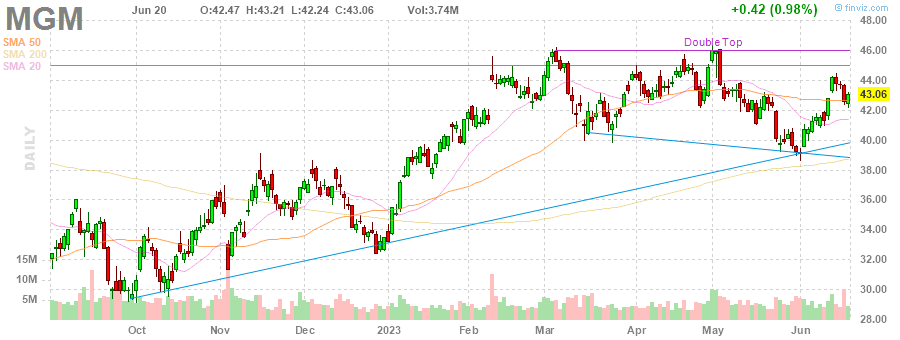 MGM
Jun 20 O:42.47 H:43.21 L:42.24 C:43.06 Vol:3.74M +0.42 (0.98%)
© finviz.com
SMA 50
SMA 200
SMA 20
Double Top
DAILY
48.00
46.00
44.00
43.06
42.00
40.00
38.00
36.00
34.00
32.00
30.00
28.00
15M
10M
5M
Oct Nov Dec 2023 Feb Mar Apr May Jun